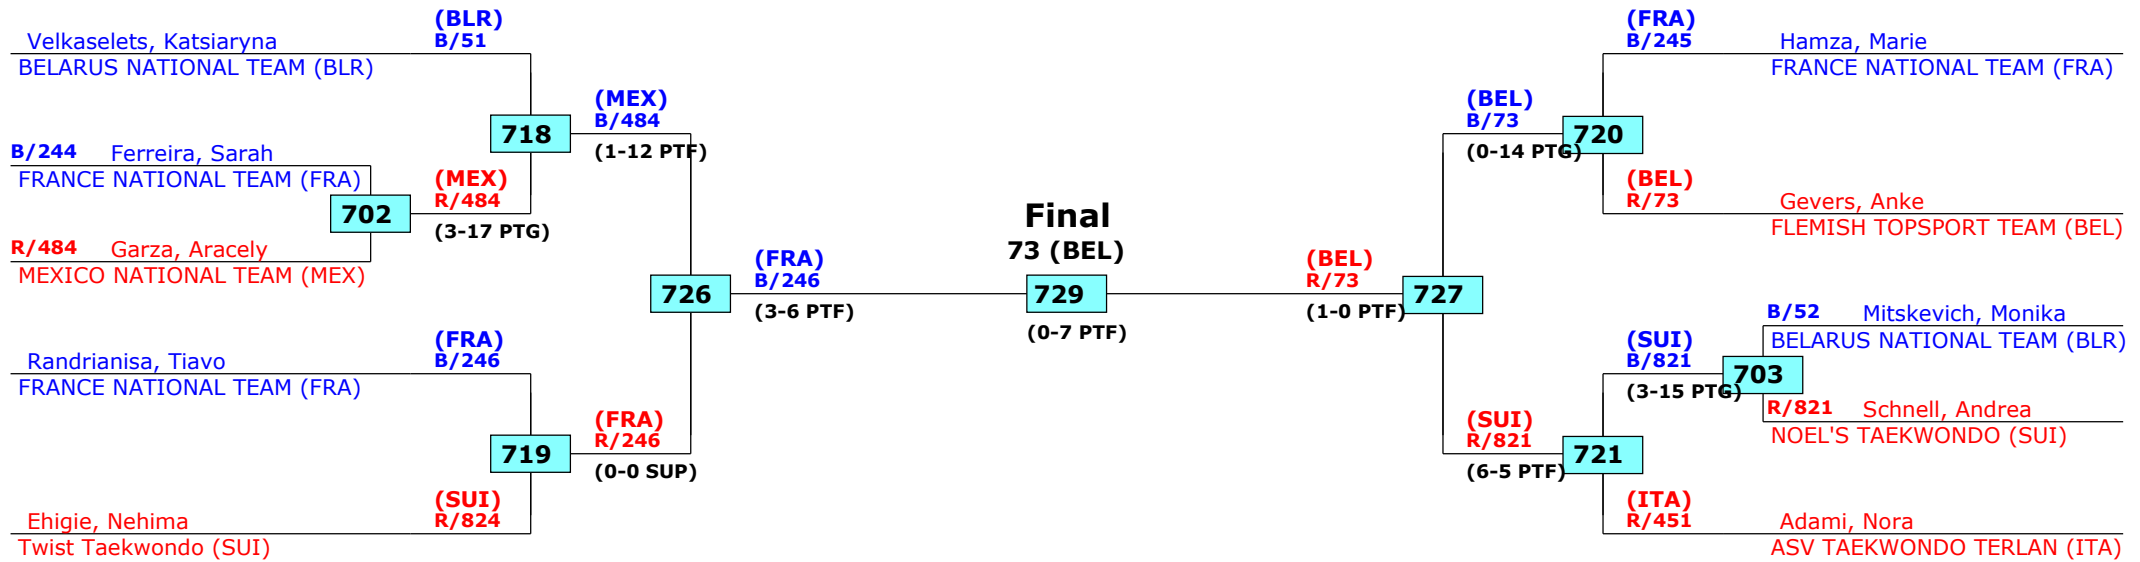 (BLR)
Velkaselets, Katsiaryna B/51
BELARUS NATIONAL TEAM (BLR)
(MEX)
B/484
718
(1-12 PTF)
B/244 Ferreira, Sarah
FRANCE NATIONAL TEAM (FRA)
(MEX)
R/484
702
(3-17 PTG)
R/484 Garza, Aracely
MEXICO NATIONAL TEAM (MEX)
(FRA)
B/246
726
(3-6 PTF)
(FRA)
Randrianisa, Tiavo B/246
FRANCE NATIONAL TEAM (FRA)
(FRA)
R/246
719
(0-0 SUP)
(SUI)
Ehigie, Nehima R/824
Twist Taekwondo (SUI)
Final
73 (BEL)
729
(0-7 PTF)
(FRA)
B/245 Hamza, Marie
FRANCE NATIONAL TEAM (FRA)
(BEL)
B/73
720
(0-14 PTG)
(BEL)
R/73 Gevers, Anke
FLEMISH TOPSPORT TEAM (BEL)
(BEL)
R/73
727
(1-0 PTF)
B/52 Mitskevich, Monika
BELARUS NATIONAL TEAM (BLR)
(SUI)
B/821
703
(3-15 PTG)
R/821 Schnell, Andrea
NOEL'S TAEKWONDO (SUI)
(SUI)
R/821
721
(6-5 PTF)
(ITA)
R/451 Adami, Nora
ASV TAEKWONDO TERLAN (ITA)